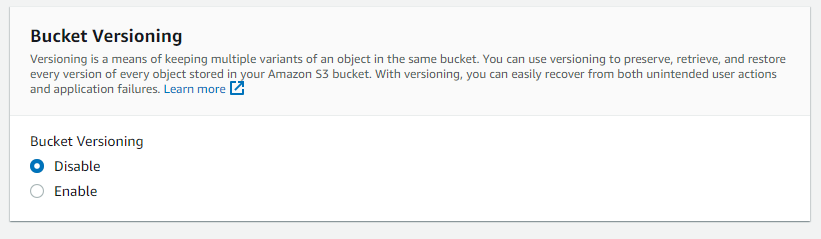 Bucket Versioning
Versioning is a means of keeping multiple variants of an object in the same bucket. You can use versioning to preserve, retrieve, and restore
every version of every object stored in your Amazon S3 bucket. With versioning, you can easily recover from both unintended user actions
and application failures. Learn more
Bucket Versioning
Disable
Enable